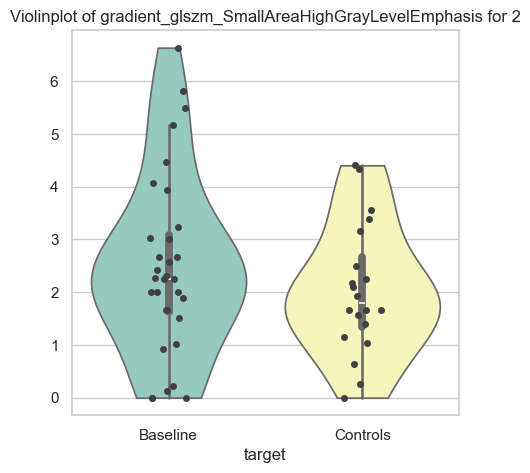 Violinplot of gradient_glszm_SmallAreaHighGrayLevelEmphasis for 2
6
5
4
3
2
1
0
Baseline
Controls
target